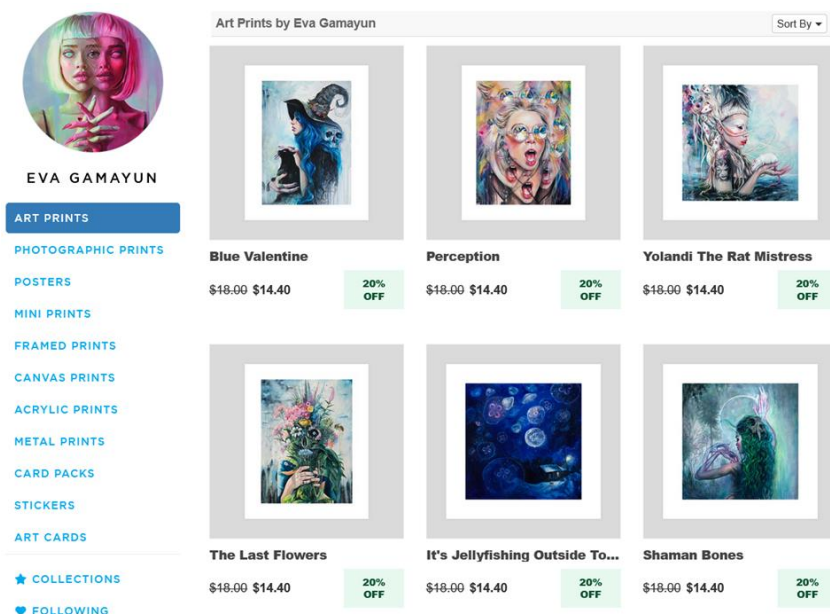 Art Prints by Eva Gamayun
Sort By
EVA GAMAYUN
ART PRINTS
PHOTOGRAPHIC PRINTS
POSTERS
MINI PRINTS
FRAMED PRINTS
CANVAS PRINTS
ACRYLIC PRINTS
METAL PRINTS
CARD PACKS
STICKERS
ART CARDS
COLLECTIONS
FOLLOWING
Blue Valentine
$18.00 $14.40
20%
OFF
Perception
$18.00 $14.40
20%
OFF
Yolandi The Rat Mistress
$18.00 $14.40
20%
OFF
The Last Flowers
$18.00 $14.40
20%
OFF
It's Jellyfishing Outside To...
$18.00 $14.40
20%
OFF
Shaman Bones
$18.00 $14.40
20%
OFF